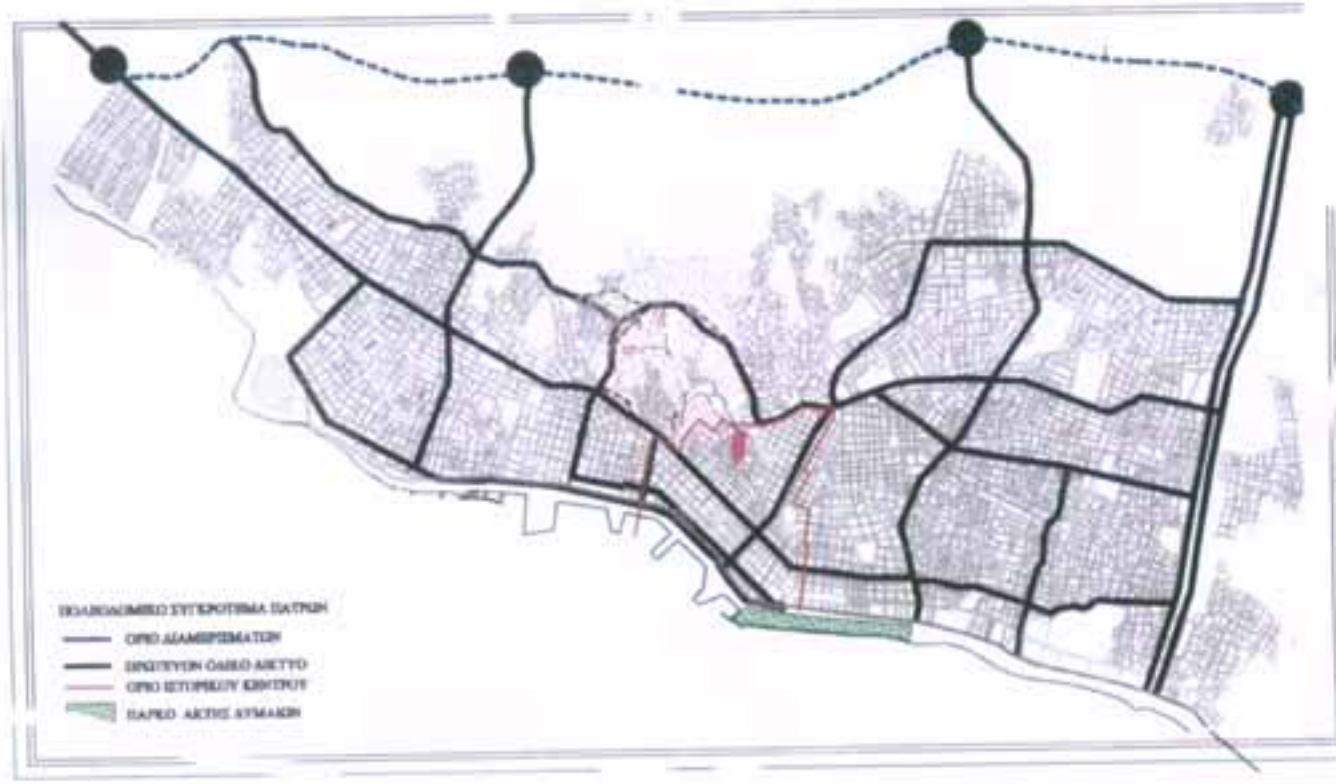 ΠΟΛΕΟΔΟΜΙΚΟ ΣΥΓΚΡΟΤΗΜΑ ΠΑΤΡΩΝ
ΟΡΙΟ ΔΙΑΜΕΡΙΣΜΑΤΩΝ
ΠΡΩΤΕΥΟΝ ΟΔΙΚΟ ΔΙΚΤΥΟ
ΟΡΙΟ ΙΣΤΟΡΙΚΟΥ ΚΕΝΤΡΟΥ
ΠΑΡΚΟ ΑΚΤΗΣ ΔΥΜΑΙΩΝ